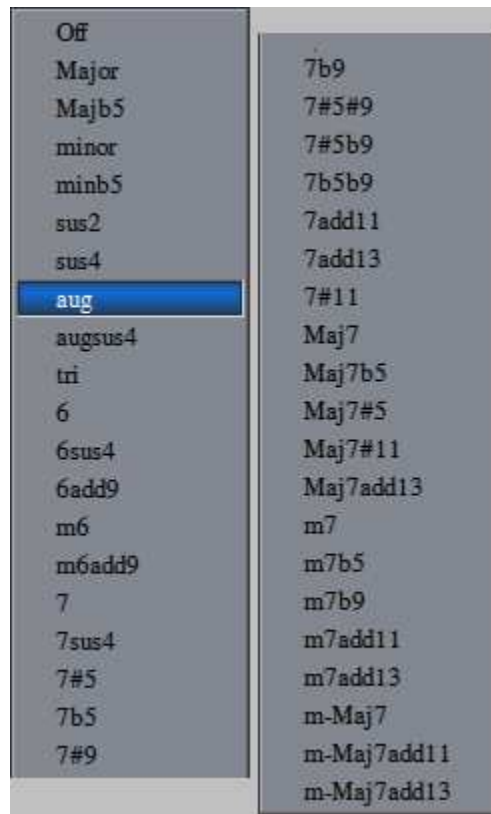 Off
Major
Majb5
minor
minb5
sus2
sus4
aug
augsus4
tri
6
6sus4
6add9
m6
m6add9
7
7sus4
7#5
7b5
7#9
7b9
7#5#9
7#5b9
7b5b9
7add11
7add13
7#11
Maj7
Maj7b5
Maj7#5
Maj7#11
Maj7add13
m7
m7b5
m7b9
m7add11
m7add13
m-Maj7
m-Maj7add11
m-Maj7add13